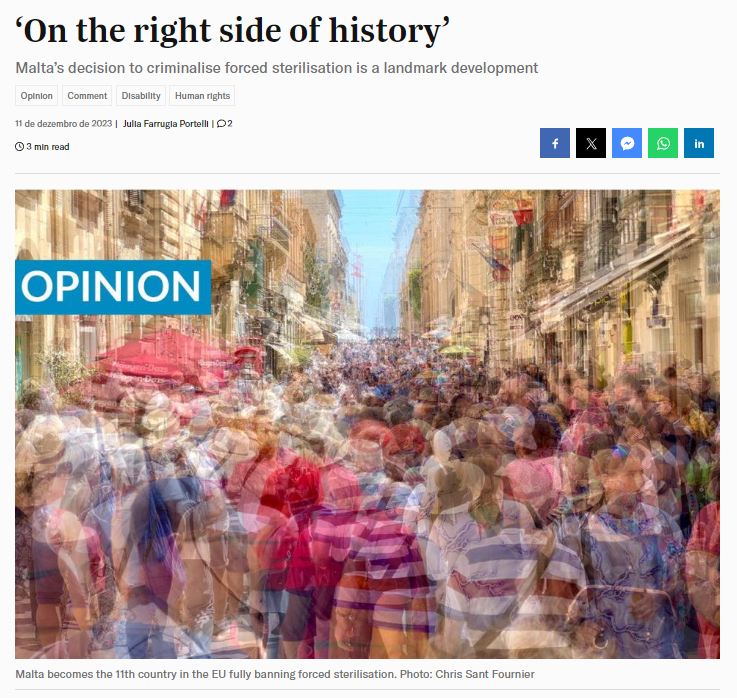 ‘On the right side of history’
Malta’s decision to criminalise forced sterilisation is a landmark development
Opinion Comment Disability Human rights
11 de dezembro de 2023 | Julia Farrugia Portelli | 2
3 min read
OPINION
Malta becomes the 11th country in the EU fully banning forced sterilisation. Photo: Chris Sant Fournier